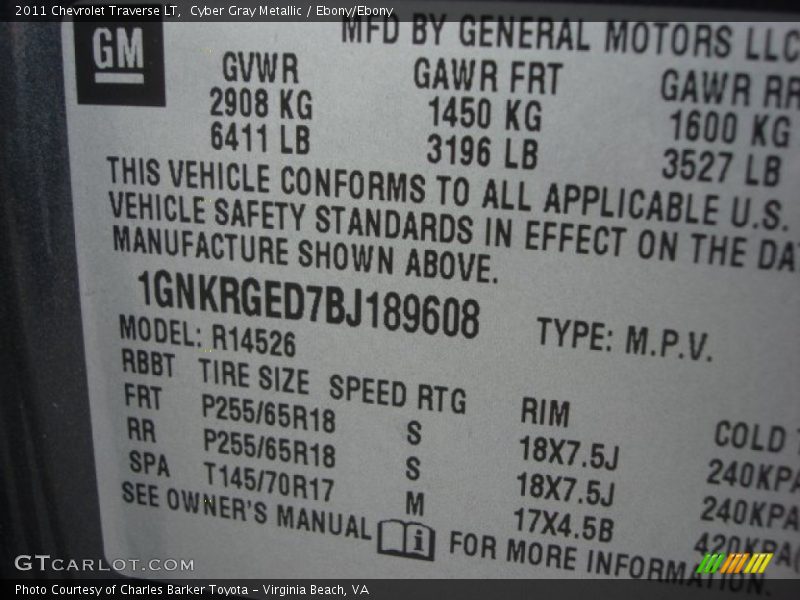 2011 Chevrolet Traverse LT, Cyber Gray Metallic / Ebony/Ebony
MFD BY GENERAL MOTORS LLC
GM
GVWR GAWR FRT GAWR RR
2908 KG 1450 KG 1600 KG
6411 LB 3196 LB 3527 LB
THIS VEHICLE CONFORMS TO ALL APPLICABLE U.S.
VEHICLE SAFETY STANDARDS IN EFFECT ON THE DA
MANUFACTURE SHOWN ABOVE.
1GNKRGED7BJ189608 TYPE: M.P.V.
MODEL: R14526
RBBT TIRE SIZE SPEED RTG RIM COLD
FRT P255/65R18 S 18X7.5J 240KPA
RR P255/65R18 S 18X7.5J 240KPA
SPA T145/70R17 M 17X4.5B 420KPA
SEE OWNER'S MANUAL i FOR MORE INFORMATION.
GTCARLOT.COM
Photo Courtesy of Charles Barker Toyota - Virginia Beach, VA